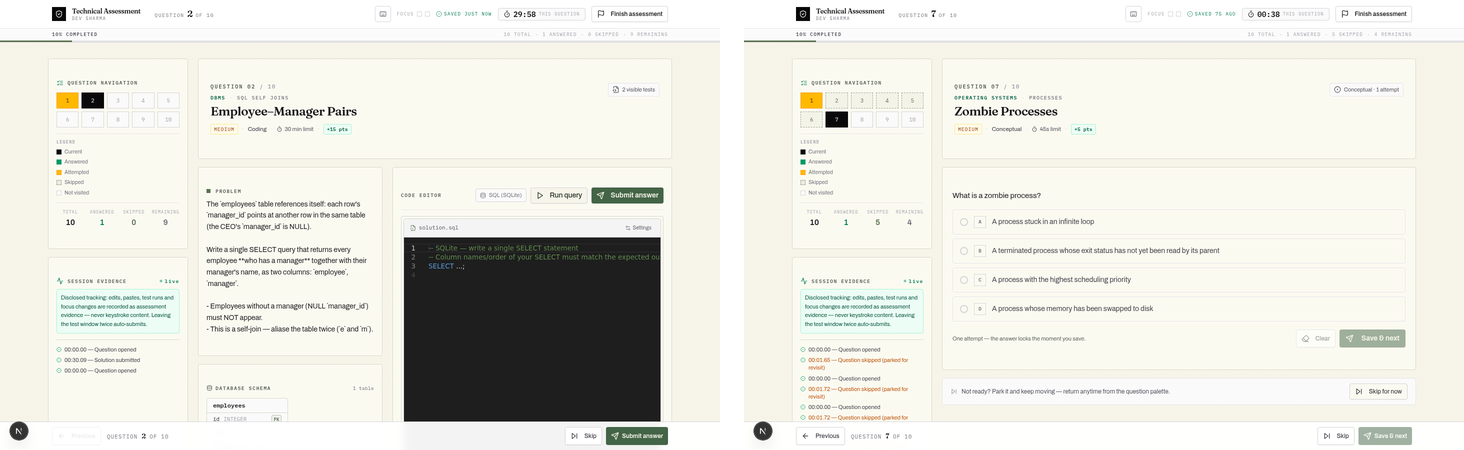 Technical Assessment
DEV SHARMA
QUESTION 2 OF 10
FOCUS
SAVED JUST NOW
29:58 THIS QUESTION
Finish assessment
10% COMPLETED
10 TOTAL · 1 ANSWERED · 0 SKIPPED · 9 REMAINING
QUESTION NAVIGATION
1 2 3 4 5
6 7 8 9 10
LEGEND
Current
Answered
Attempted
Skipped
Not visited
TOTAL ANSWERED SKIPPED REMAINING
10 1 0 9
SESSION EVIDENCE
live
Disclosed tracking: edits, pastes, test runs and
focus changes are recorded as assessment
evidence — never keystroke content. Leaving
the test window twice auto-submits.
00:00.00 — Question opened
00:30.09 — Solution submitted
00:00.00 — Question opened
QUESTION 02 / 10
DBMS · SQL SELF JOINS
Employee–Manager Pairs
MEDIUM Coding 30 min limit +15 pts
2 visible tests
PROBLEM
The `employees` table references itself: each row's
`manager_id` points at another row in the same table
(the CEO's `manager_id` is NULL).
Write a single SELECT query that returns every
employee **who has a manager** together with their
manager's name, as two columns: `employee`,
`manager`.
- Employees without a manager (NULL `manager_id`)
must NOT appear.
- This is a self-join — aliase the table twice (`e` and `m`).
DATABASE SCHEMA
1 table
employees
id INTEGER PK
CODE EDITOR
SQL (SQLite)
Run query
Submit answer
solution.sql
Settings
1 -- SQLite — write a single SELECT statement
2 -- Column names/order of your SELECT must match the expected ou
3 SELECT ...;
4
N
Previous
QUESTION 2 OF 10
Skip
Submit answer
Technical Assessment
DEV SHARMA
QUESTION 7 OF 10
FOCUS
SAVED 7S AGO
00:38 THIS QUESTION
Finish assessment
10% COMPLETED
10 TOTAL · 1 ANSWERED · 5 SKIPPED · 4 REMAINING
QUESTION NAVIGATION
1 2 3 4 5
6 7 8 9 10
LEGEND
Current
Answered
Attempted
Skipped
Not visited
TOTAL ANSWERED SKIPPED REMAINING
10 1 5 4
SESSION EVIDENCE
live
Disclosed tracking: edits, pastes, test runs and
focus changes are recorded as assessment
evidence — never keystroke content. Leaving
the test window twice auto-submits.
00:00.00 — Question opened
00:01.65 — Question skipped (parked for
revisit)
00:00.00 — Question opened
00:01.72 — Question skipped (parked for
revisit)
00:00.00 — Question opened
00:01.72 — Question skipped (parked for
QUESTION 07 / 10
OPERATING SYSTEMS · PROCESSES
Zombie Processes
MEDIUM Conceptual 45s limit +5 pts
Conceptual · 1 attempt
What is a zombie process?
A A process stuck in an infinite loop
B A terminated process whose exit status has not yet been read by its parent
C A process with the highest scheduling priority
D A process whose memory has been swapped to disk
One attempt — the answer locks the moment you save.
Clear
Save & next
Not ready? Park it and keep moving — return anytime from the question palette.
Skip for now
N
Previous
QUESTION 7 OF 10
Skip
Save & next